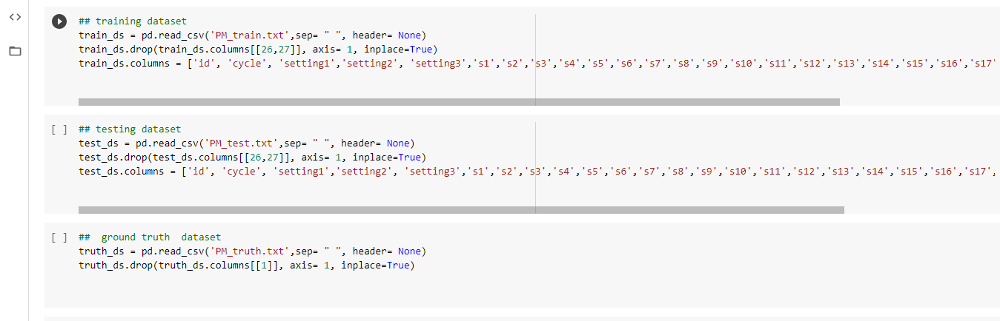 <>
## training dataset
train_ds = pd.read_csv('PM_train.txt',sep= " ", header= None)
train_ds.drop(train_ds.columns[[26,27]], axis= 1, inplace=True)
train_ds.columns = ['id', 'cycle', 'setting1','setting2', 'setting3','s1','s2','s3','s4','s5','s6','s7','s8','s9','s10','s11','s12','s13','s14','s15','s16','s17'
[ ] ## testing dataset
test_ds = pd.read_csv('PM_test.txt',sep= " ", header= None)
test_ds.drop(test_ds.columns[[26,27]], axis= 1, inplace=True)
test_ds.columns = ['id', 'cycle', 'setting1','setting2', 'setting3','s1','s2','s3','s4','s5','s6','s7','s8','s9','s10','s11','s12','s13','s14','s15','s16','s17',
[ ] ##  ground truth  dataset
truth_ds = pd.read_csv('PM_truth.txt',sep= " ", header= None)
truth_ds.drop(truth_ds.columns[[1]], axis= 1, inplace=True)